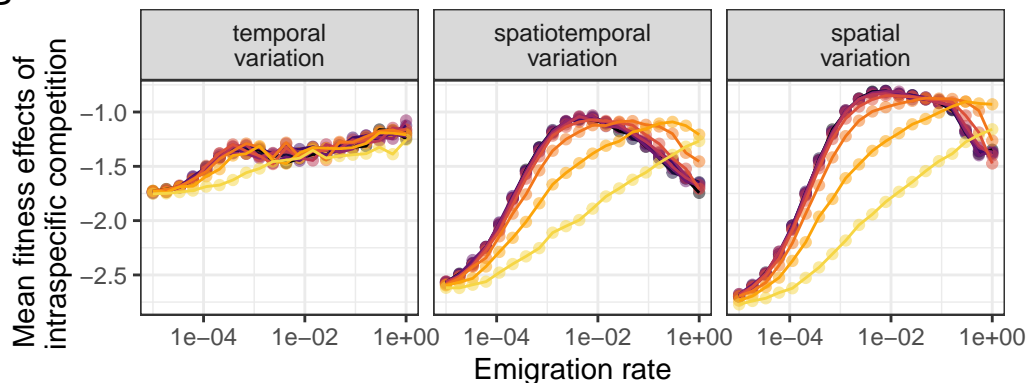 temporal
variation
spatiotemporal
variation
spatial
variation
Mean fitness effects of
intraspecific competition
−1.0
−1.5
−2.0
−2.5
1e−04 1e−02 1e+00
1e−04 1e−02 1e+00
1e−04 1e−02 1e+00
Emigration rate